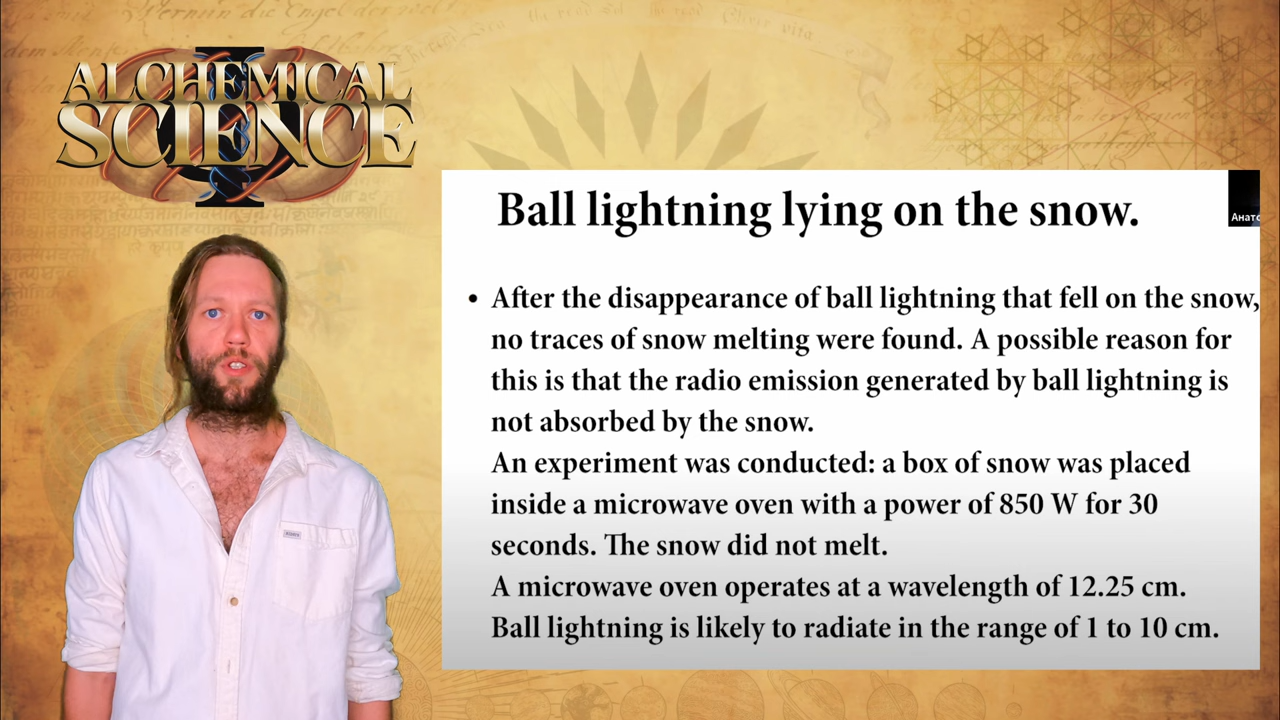 ALCHEMICAL
SCIENCE
Ball lightning lying on the snow.
Анато
• After the disappearance of ball lightning that fell on the snow,
no traces of snow melting were found. A possible reason for
this is that the radio emission generated by ball lightning is
not absorbed by the snow.
An experiment was conducted: a box of snow was placed
inside a microwave oven with a power of 850 W for 30
seconds. The snow did not melt.
A microwave oven operates at a wavelength of 12.25 cm.
Ball lightning is likely to radiate in the range of 1 to 10 cm.